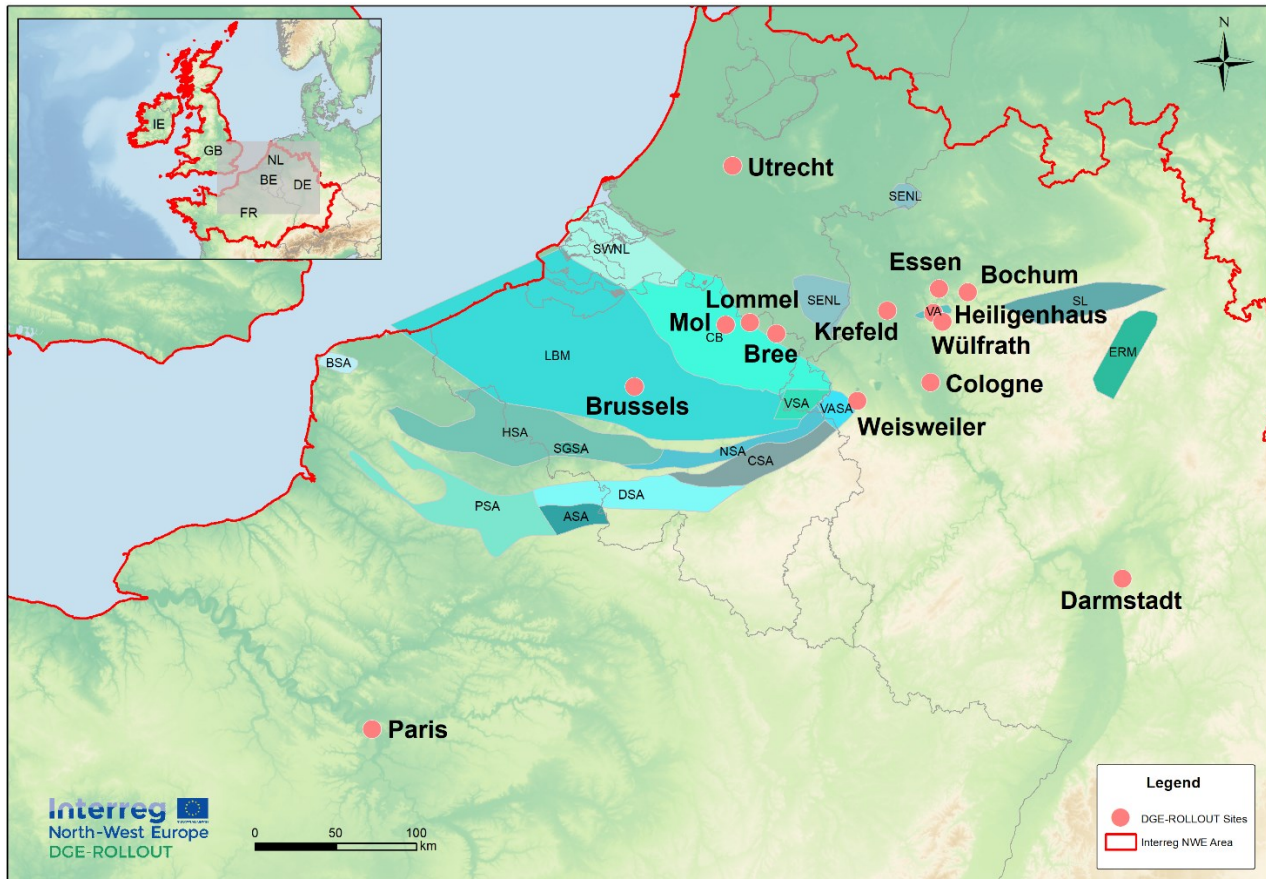 N
IE
GB
NL
BE
DE
FR
Utrecht
SENL
SWNL
Essen
Bochum
SENL
Lommel
SL
VA
Heiligenhaus
Krefeld
Mol
CB
Wülfrath
Bree
ERM
LBM
BSA
Cologne
Brussels
VSA
VASA
Weisweiler
HSA
SGSA
NSA
CSA
DSA
PSA
ASA
Darmstadt
Paris
Interreg
North-West Europe
DGE-ROLLOUT
0 50 100
km
Legend
DGE-ROLLOUT Sites
Interreg NWE Area